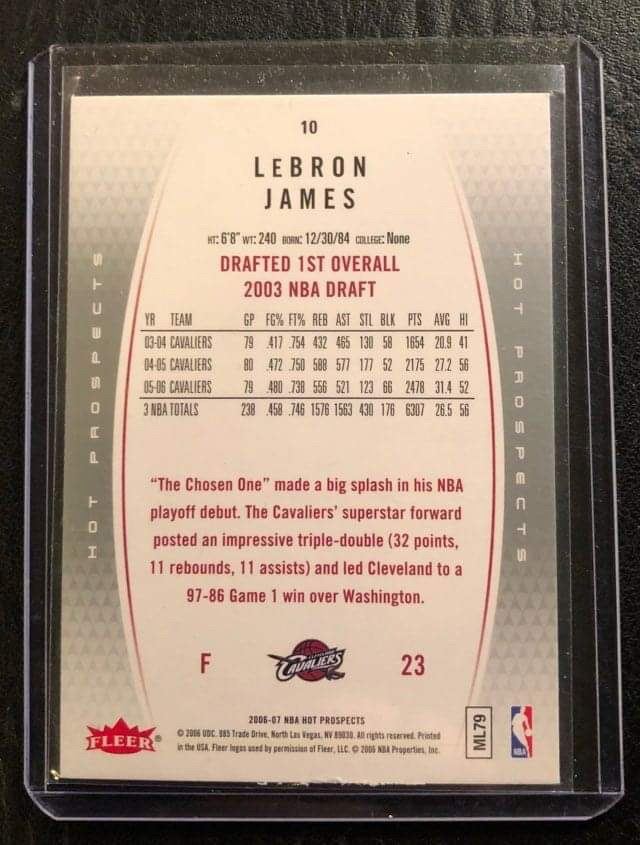 10
LEBRON
JAMES
HT: 6'8" WT: 240 BORN: 12/30/84 COLLEGE: None
DRAFTED 1ST OVERALL
2003 NBA DRAFT
YR TEAM GP FG% FT% REB AST STL BLK PTS AVG HI
03-04 CAVALIERS 79 .417 .754 432 465 130 58 1654 20.9 41
04-05 CAVALIERS 80 .472 .750 588 577 177 52 2175 27.2 56
05-06 CAVALIERS 79 .480 .738 556 521 123 66 2478 31.4 52
3 NBA TOTALS 238 .458 .746 1576 1563 430 176 6307 26.5 56
HOT PROSPECTS
HOT PROSPECTS
"The Chosen One" made a big splash in his NBA
playoff debut. The Cavaliers' superstar forward
posted an impressive triple-double (32 points,
11 rebounds, 11 assists) and led Cleveland to a
97-86 Game 1 win over Washington.
F CAVALIERS 23
2006-07 NBA HOT PROSPECTS
© 2006 UDC. 985 Trade Drive, North Las Vegas, NV 89030. All rights reserved. Printed
in the USA. Fleer logos used by permission of Fleer, LLC. © 2006 NBA Properties, Inc.
FLEER®
ML79
NBA